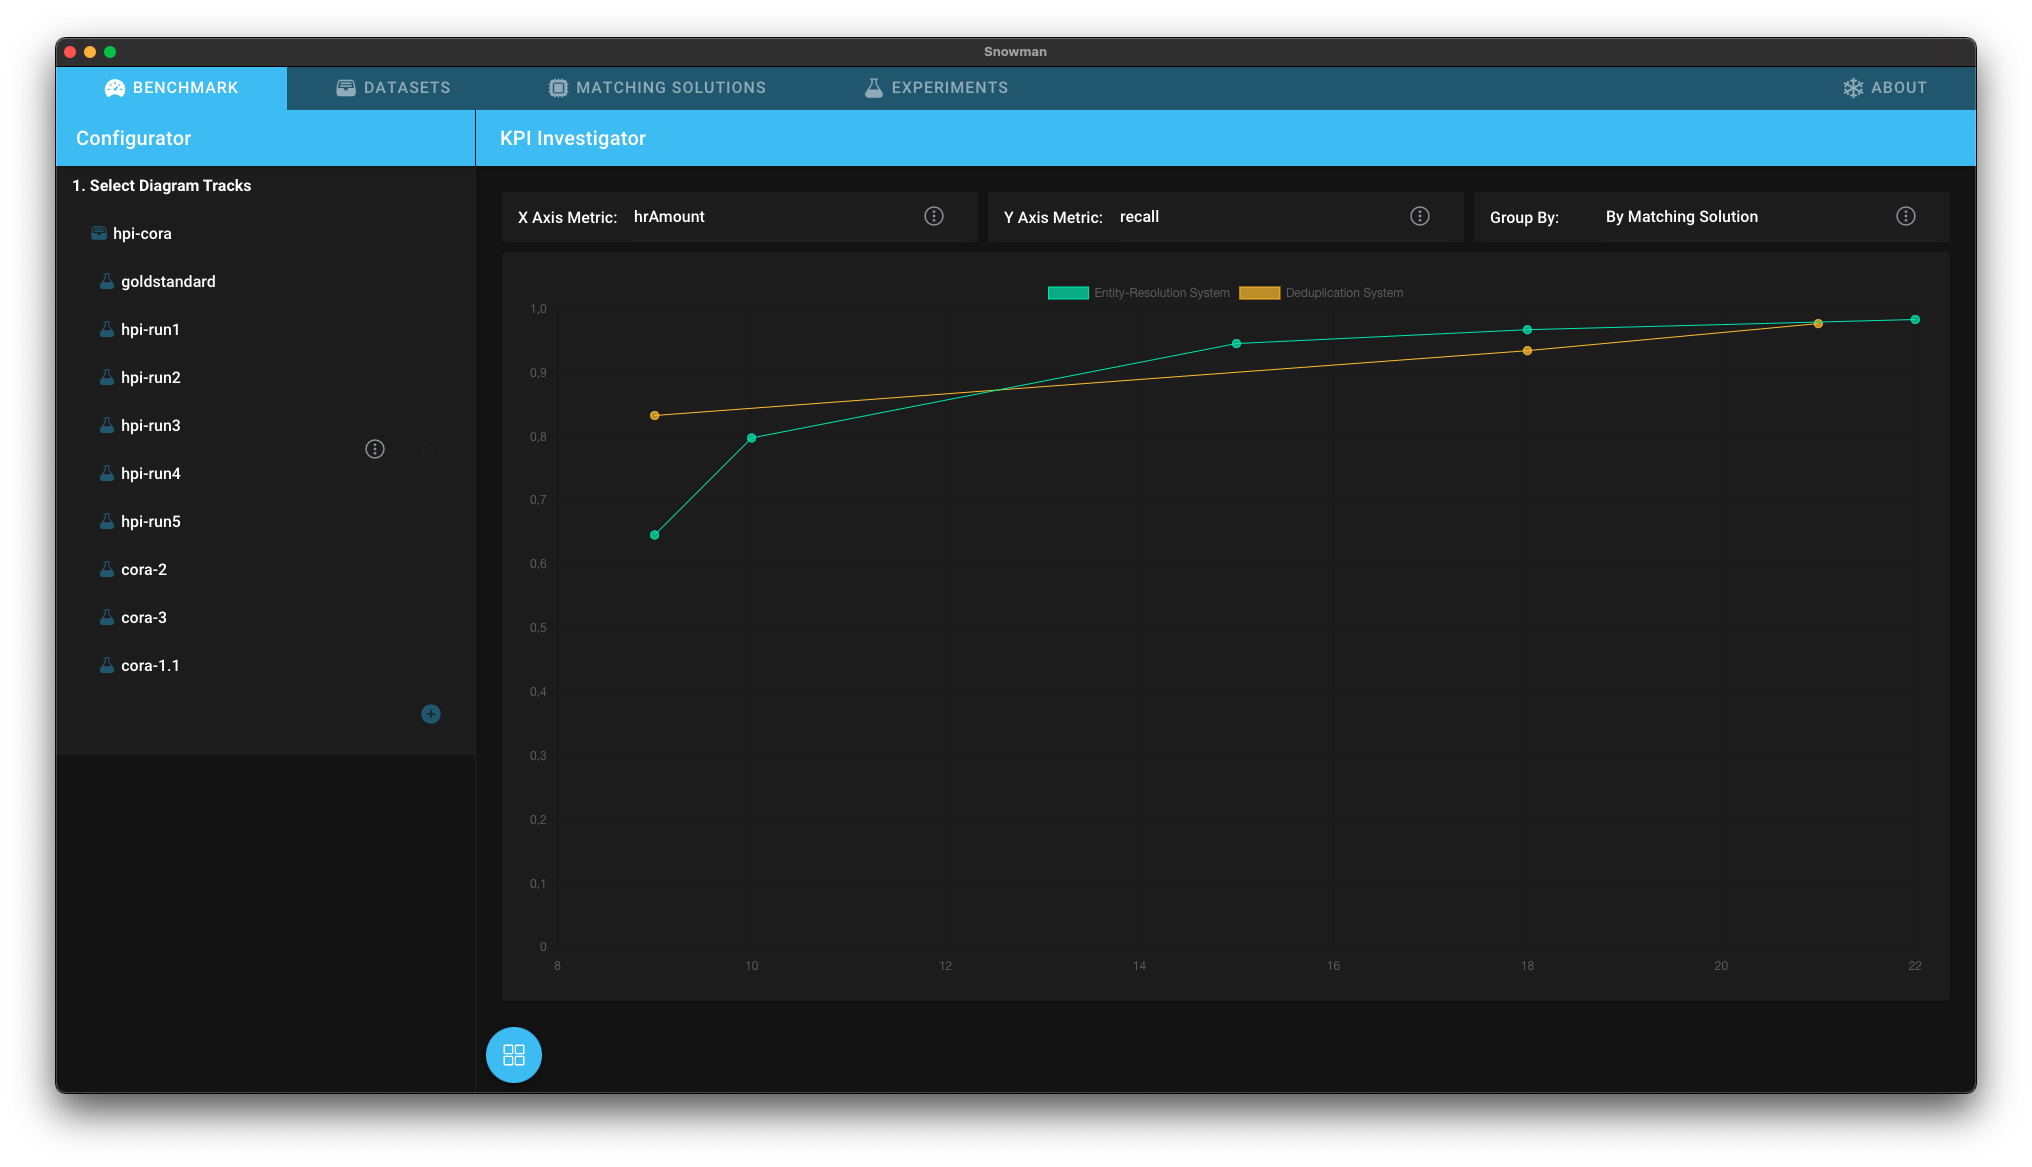 Snowman
BENCHMARK DATASETS MATCHING SOLUTIONS EXPERIMENTS ABOUT
Configurator
KPI Investigator
1. Select Diagram Tracks
hpi-cora
goldstandard
hpi-run1
hpi-run2
hpi-run3
hpi-run4
hpi-run5
cora-2
cora-3
cora-1.1
X Axis Metric: hrAmount
Y Axis Metric: recall
Group By: By Matching Solution
Entity-Resolution System Deduplication System
1,0
0,9
0,8
0,7
0,6
0,5
0,4
0,3
0,2
0,1
0
8 10 12 14 16 18 20 22